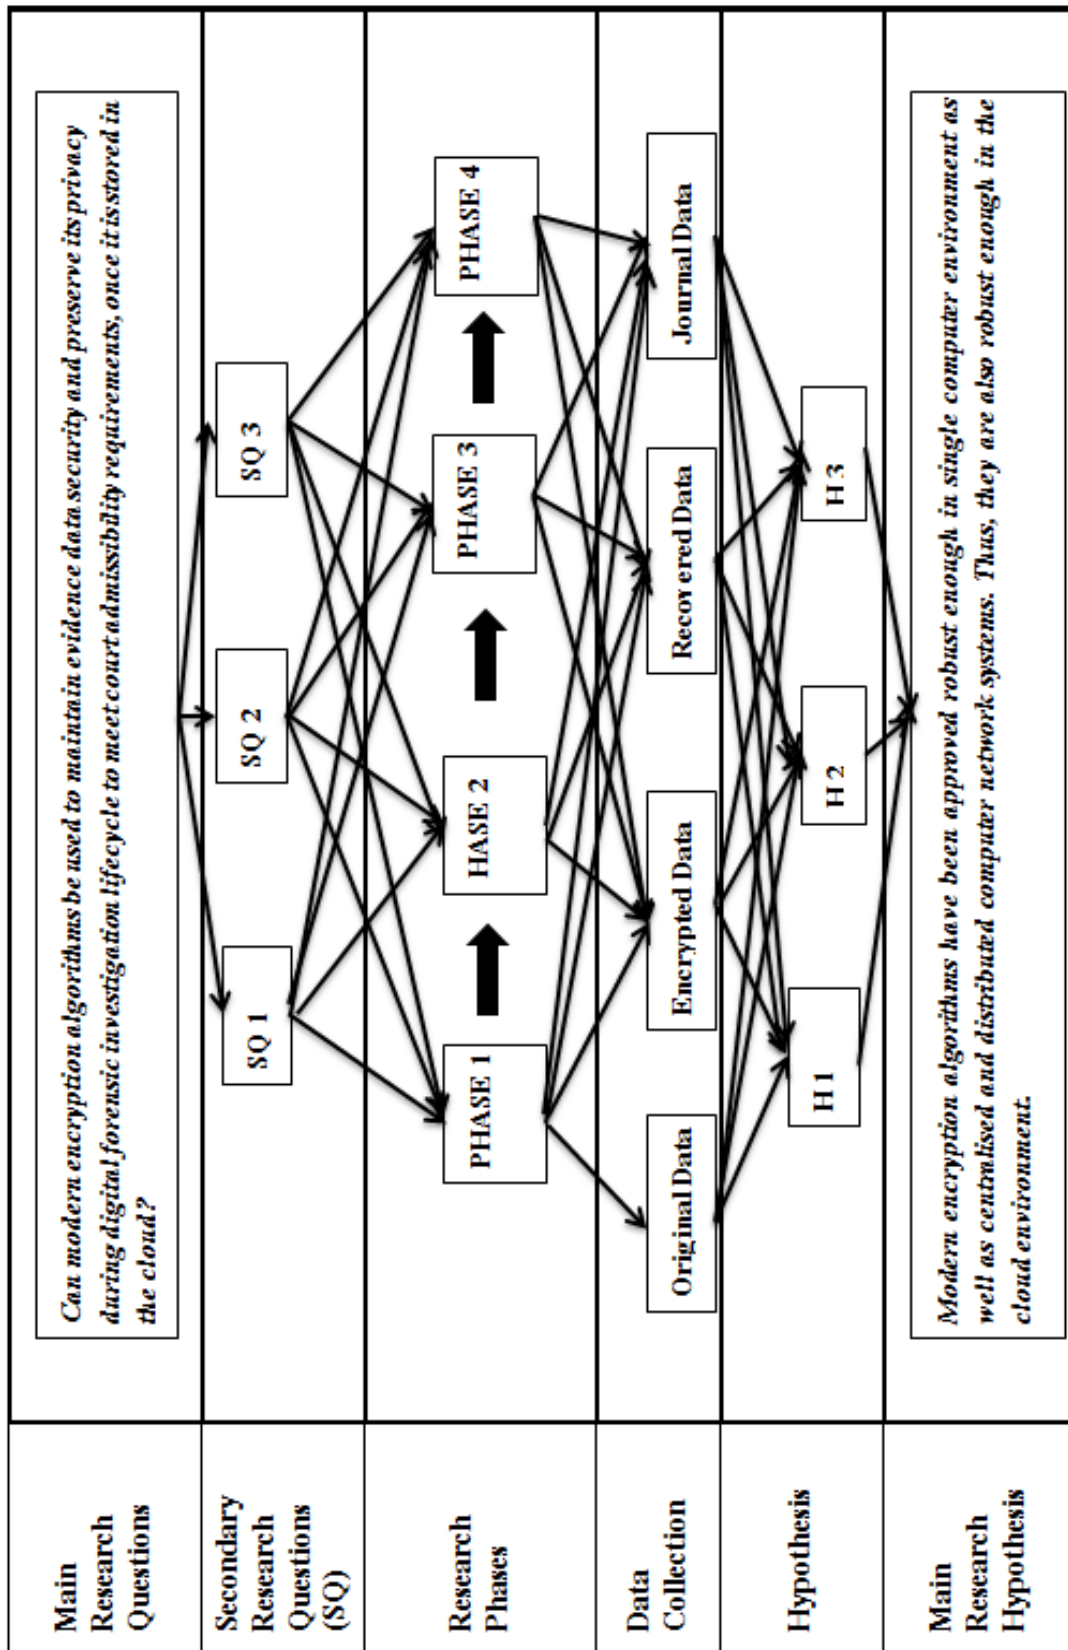 Main
Research
Questions
Can modern encryption algorithms be used to maintain evidence data security and preserve its privacy
during digital forensic investigation lifecycle to meet court admissibility requirements, once it is stored in
the cloud?
Secondary
Research
Questions
(SQ)
SQ 1
SQ 2
SQ 3
Research
Phases
PHASE 1
HASE 2
PHASE 3
PHASE 4
Data
Collection
Original Data
Encrypted Data
Recovered Data
Journal Data
Hypothesis
H 1
H 2
H 3
Main
Research
Hypothesis
Modern encryption algorithms have been approved robust enough in single computer environment as
well as centralised and distributed computer network systems. Thus, they are also robust enough in the
cloud environment.